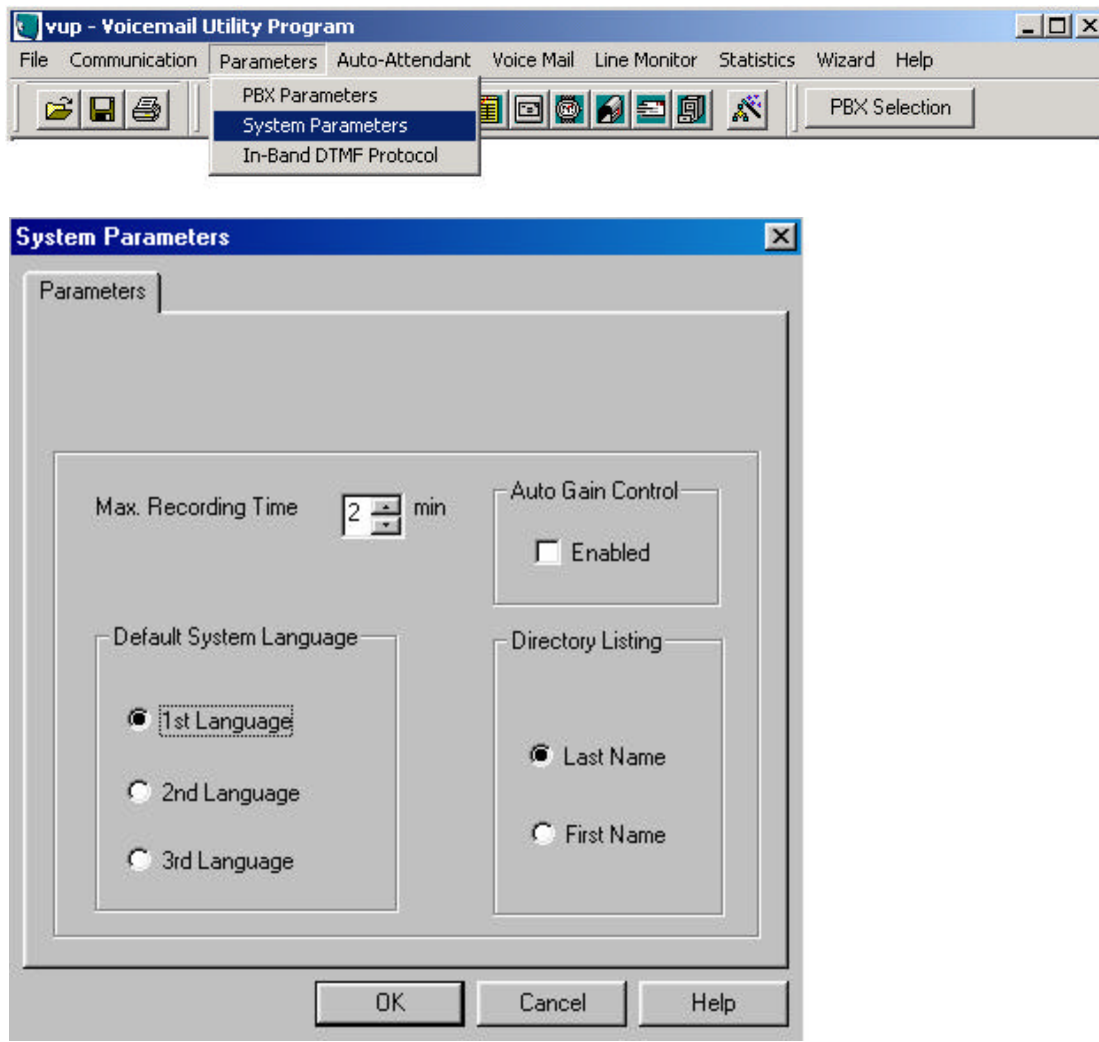 vup - Voicemail Utility Program
File Communication Parameters Auto-Attendant Voice Mail Line Monitor Statistics Wizard Help
PBX Parameters
System Parameters
In-Band DTMF Protocol
PBX Selection
System Parameters
Parameters
Max. Recording Time 2 min
Auto Gain Control
Enabled
Default System Language
1st Language
2nd Language
3rd Language
Directory Listing
Last Name
First Name
OK Cancel Help